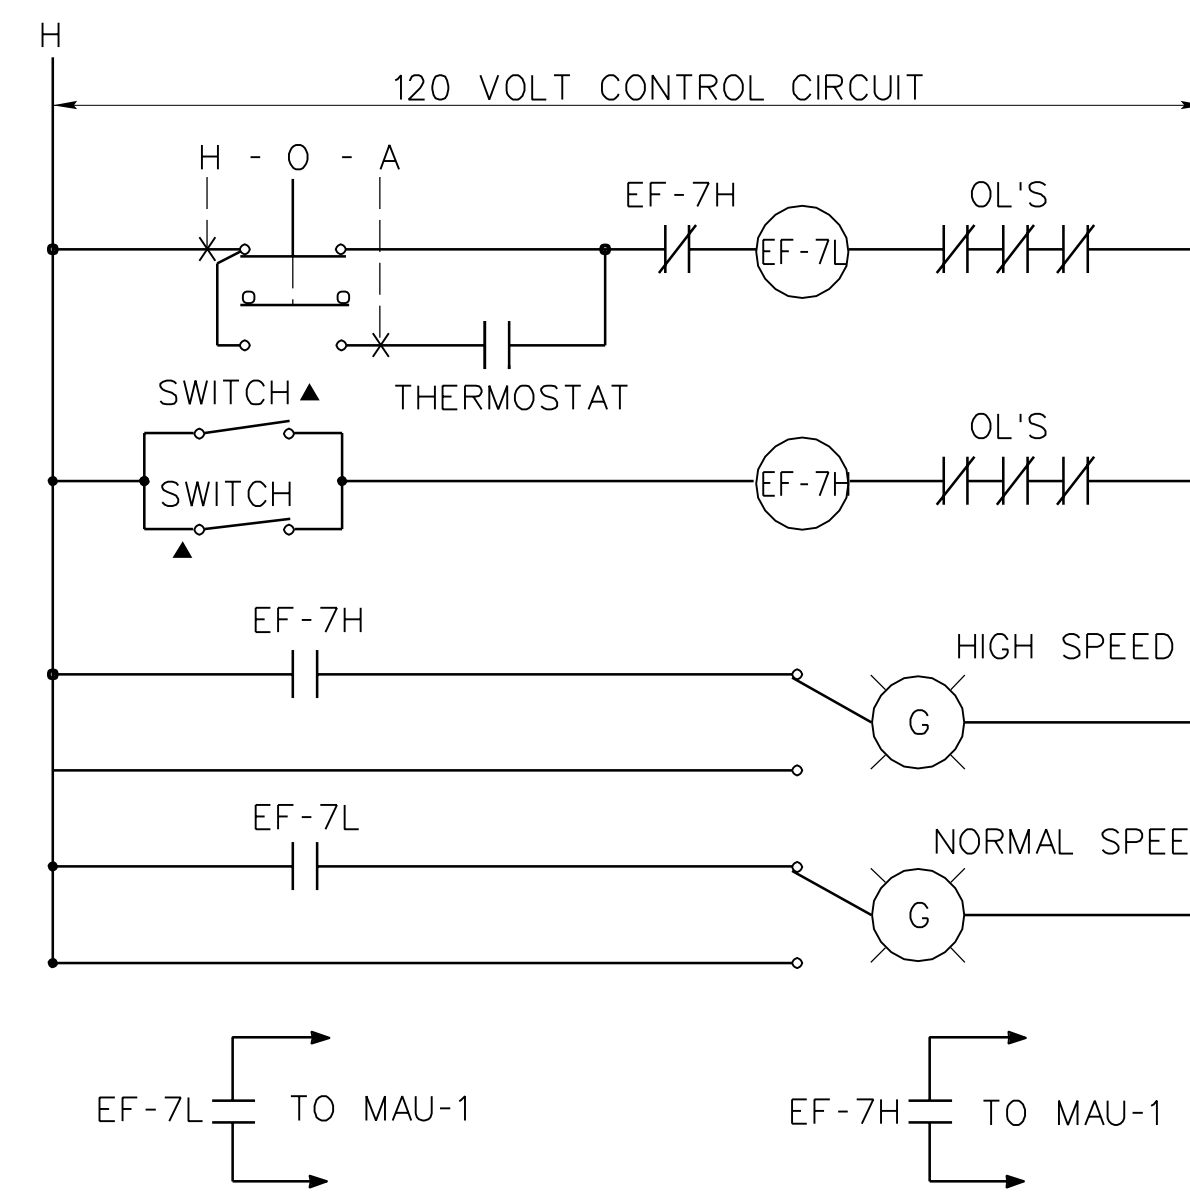 H
120 VOLT CONTROL CIRCUIT
H - O - A
EF-7H
OL'S
EF-7L
SWITCH
THERMOSTAT
OL'S
SWITCH
EF-7H
EF-7H
HIGH SPEED
G
EF-7L
NORMAL SPEE
G
EF-7L TO MAU-1
EF-7H TO MAU-1